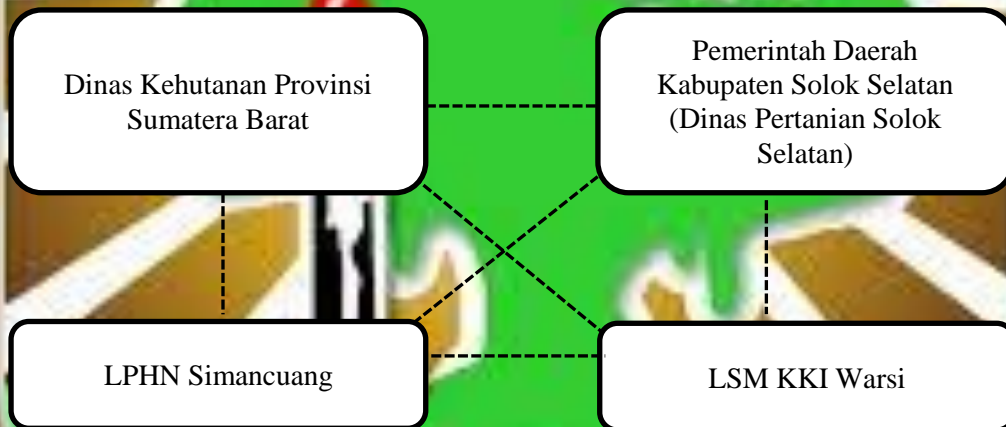 Dinas Kehutanan Provinsi
Sumatera Barat
Pemerintah Daerah
Kabupaten Solok Selatan
(Dinas Pertanian Solok
Selatan)
LPHN Simancuang
LSM KKI Warsi